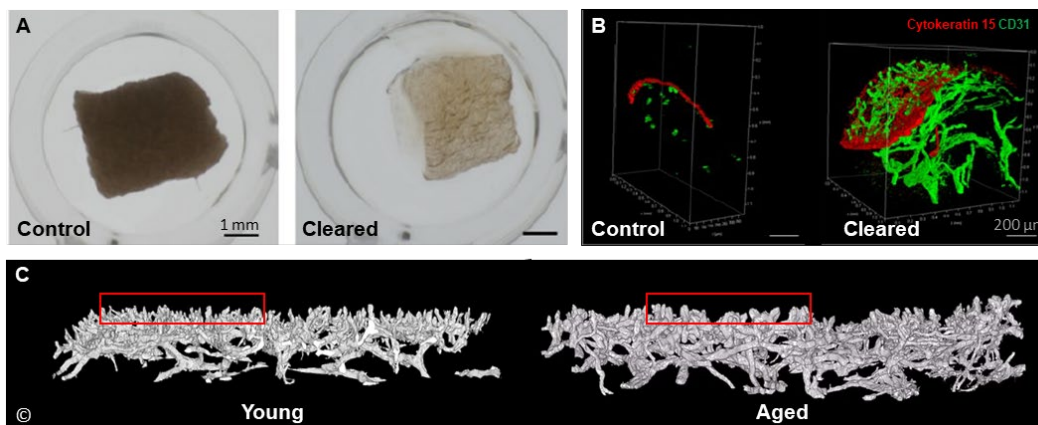 A
Control
1 mm
Cleared
B
Cytokeratin 15 CD31
Control
Cleared
200 µm
C
©
Young
Aged